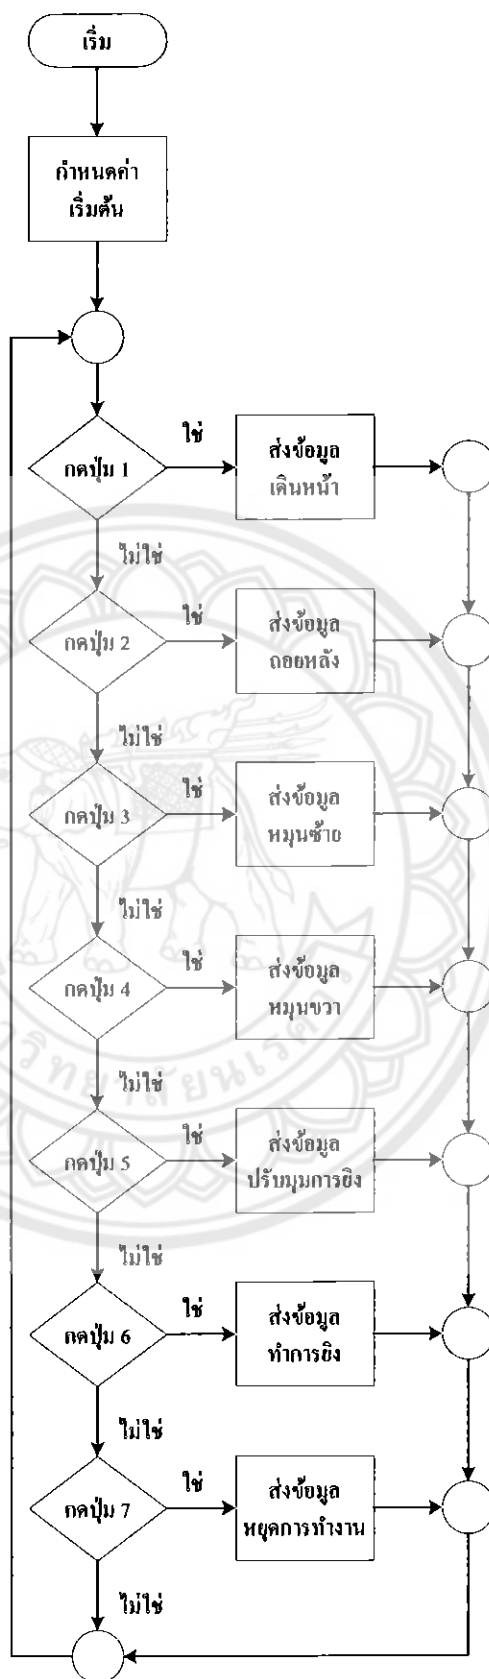 เริ่ม
กำหนดค่า
เริ่มต้น
กดปุ่ม 1
ใช่
ส่งข้อมูล
เดินหน้า
ไม่ใช่
กดปุ่ม 2
ใช่
ส่งข้อมูล
ถอยหลัง
ไม่ใช่
กดปุ่ม 3
ใช่
ส่งข้อมูล
หมุนซ้าย
ไม่ใช่
กดปุ่ม 4
ใช่
ส่งข้อมูล
หมุนขวา
ไม่ใช่
กดปุ่ม 5
ใช่
ส่งข้อมูล
ปรับมุมการยิง
ไม่ใช่
กดปุ่ม 6
ใช่
ส่งข้อมูล
ทำการยิง
ไม่ใช่
กดปุ่ม 7
ใช่
ส่งข้อมูล
หยุดการทำงาน
ไม่ใช่